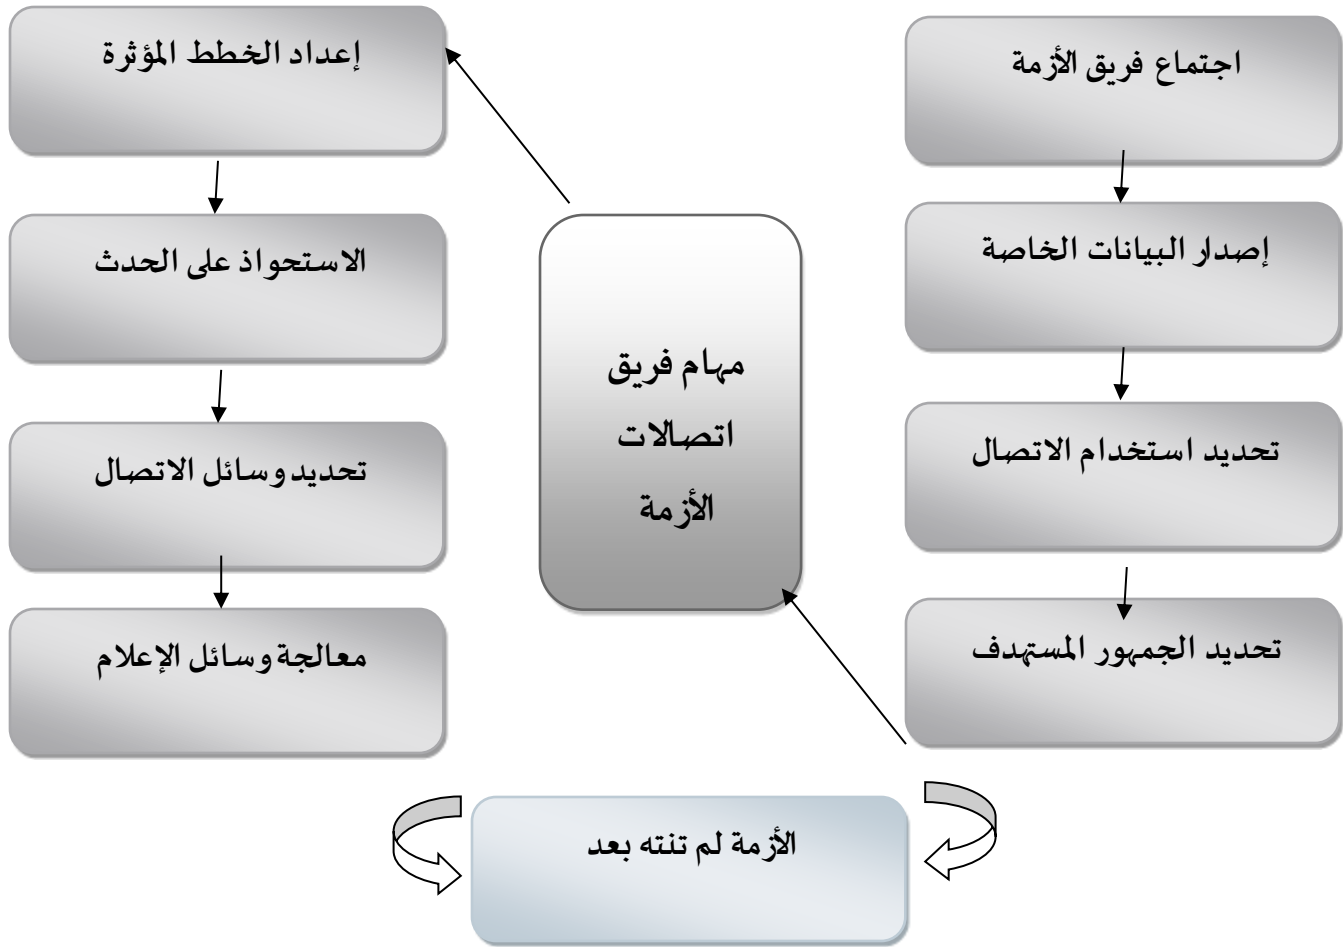 اجتماع فريق الأزمة
إصدار البيانات الخاصة
تحديد استخدام الاتصال
تحديد الجمهور المستهدف
مهام فريق
اتصالات
الأزمة
إعداد الخطط المؤثرة
الاستحواذ على الحدث
تحديد وسائل الاتصال
معالجة وسائل الإعلام
الأزمة لم تنته بعد